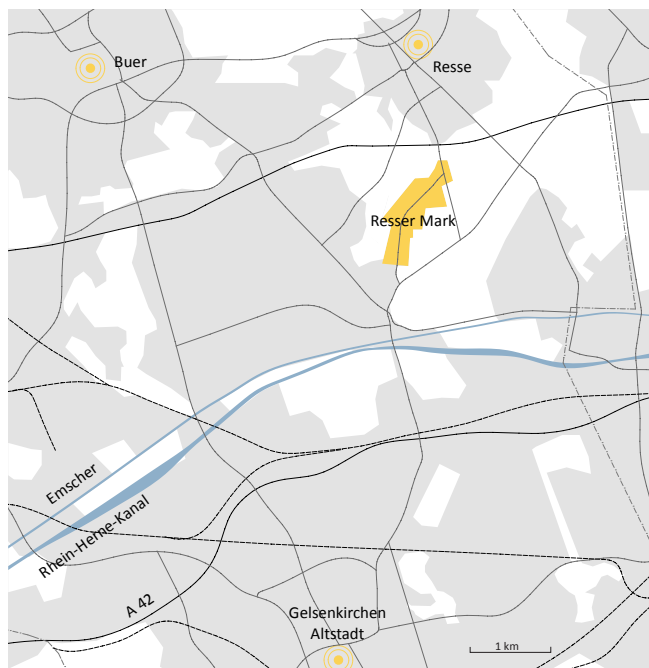 Buer
Resse
Resser Mark
Emscher
Rhein-Herne-Kanal
A 42
Gelsenkirchen
Altstadt
1 km